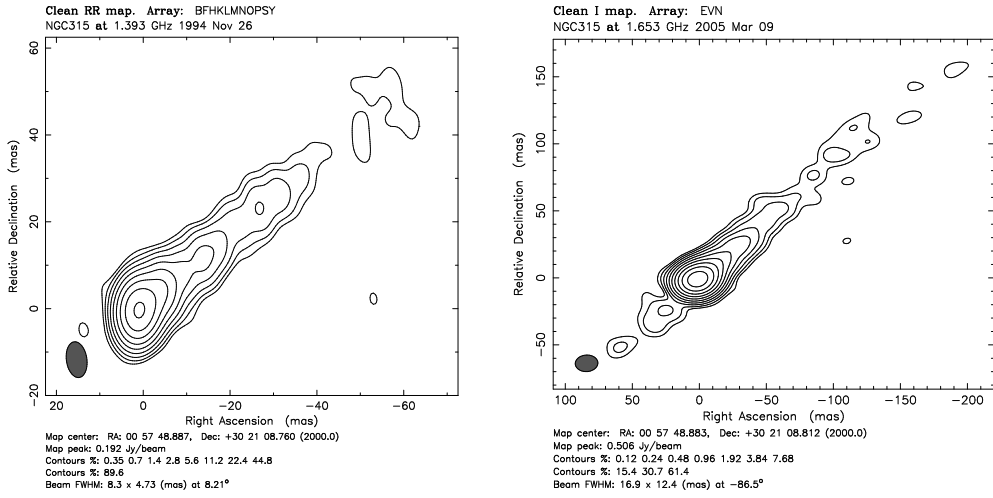 Clean RR map. Array: BFHKLMNOPSY
NGC315 at 1.393 GHz 1994 Nov 26
60
40
20
0
−20
Relative Declination (mas)
20 0 −20 −40 −60
Right Ascension (mas)
Map center: RA: 00 57 48.887, Dec: +30 21 08.760 (2000.0)
Map peak: 0.192 Jy/beam
Contours %: 0.35 0.7 1.4 2.8 5.6 11.2 22.4 44.8
Contours %: 89.6
Beam FWHM: 8.3 x 4.73 (mas) at 8.21°
Clean I map. Array: EVN
NGC315 at 1.653 GHz 2005 Mar 09
150
100
50
0
−50
Relative Declination (mas)
100 50 0 −50 −100 −150 −200
Right Ascension (mas)
Map center: RA: 00 57 48.883, Dec: +30 21 08.812 (2000.0)
Map peak: 0.506 Jy/beam
Contours %: 0.12 0.24 0.48 0.96 1.92 3.84 7.68
Contours %: 15.4 30.7 61.4
Beam FWHM: 16.9 x 12.4 (mas) at −86.5°